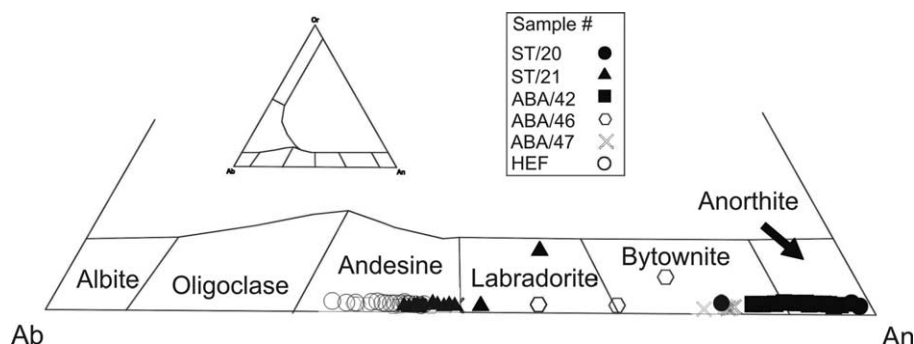 Or
Ab An
Sample #
ST/20
ST/21
ABA/42
ABA/46
ABA/47
HEF
Anorthite
Albite Oligoclase Andesine Labradorite Bytownite
Ab An